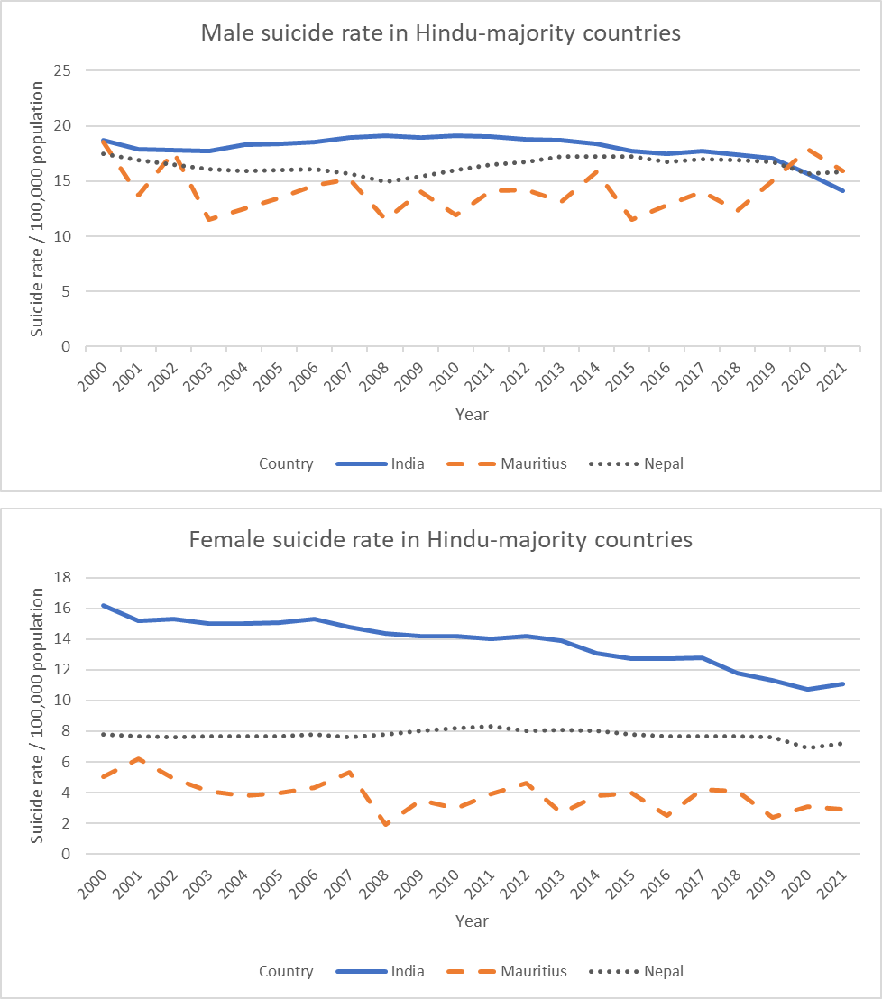 Male suicide rate in Hindu-majority countries
Suicide rate / 100,000 population
25
20
15
10
5
0
2000 2001 2002 2003 2004 2005 2006 2007 2008 2009 2010 2011 2012 2013 2014 2015 2016 2017 2018 2019 2020 2021
Year
Country India Mauritius Nepal
Female suicide rate in Hindu-majority countries
Suicide rate / 100,000 population
18
16
14
12
10
8
6
4
2
0
2000 2001 2002 2003 2004 2005 2006 2007 2008 2009 2010 2011 2012 2013 2014 2015 2016 2017 2018 2019 2020 2021
Year
Country India Mauritius Nepal